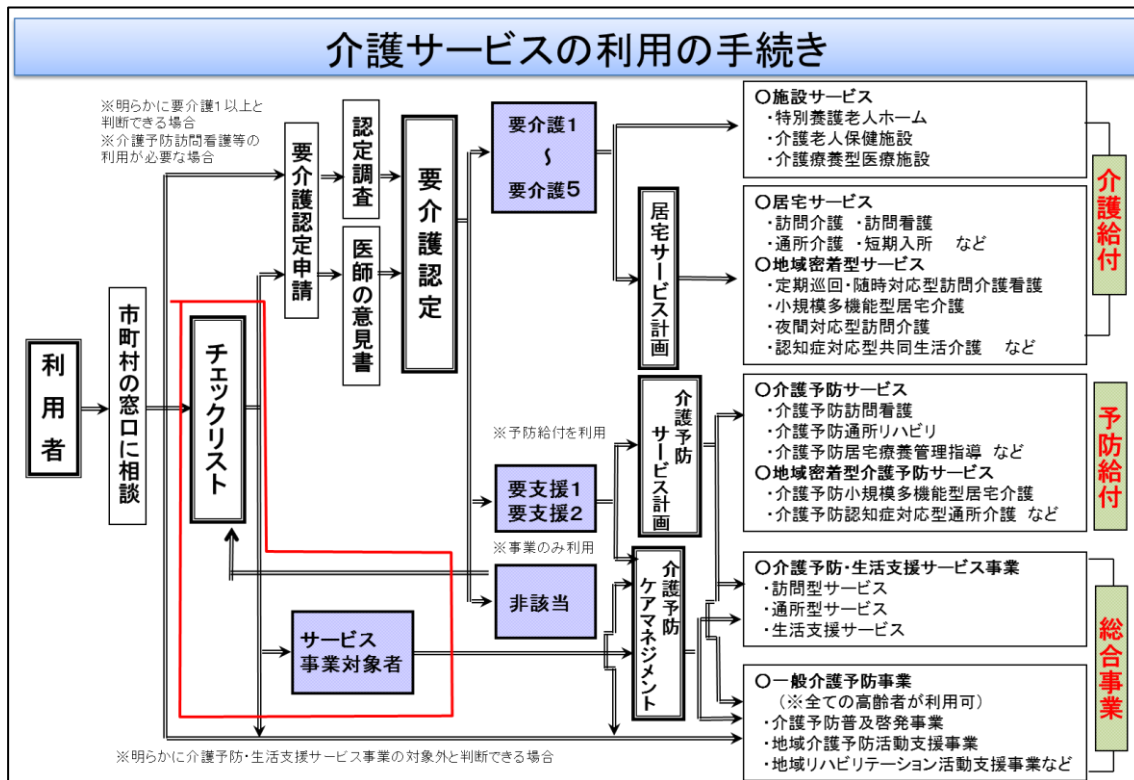 介護サービスの利用の手続き
※明らかに要介護1以上と
判断できる場合
※介護予防訪問看護等の
利用が必要な場合
利用者
市町村の窓口に相談
チェックリスト
要介護認定申請
認定調査
医師の意見書
要介護認定
要介護1
~
要介護5
※予防給付を利用
要支援1
要支援2
※事業のみ利用
非該当
サービス
事業対象者
居宅サービス計画
介護予防
サービス計画
介護予防
ケアマネジメント
〇施設サービス
・特別養護老人ホーム
・介護老人保健施設
・介護療養型医療施設
〇居宅サービス
・訪問介護 ・訪問看護
・通所介護 ・短期入所 など
〇地域密着型サービス
・定期巡回・随時対応型訪問介護看護
・小規模多機能型居宅介護
・夜間対応型訪問介護
・認知症対応型共同生活介護 など
介護給付
〇介護予防サービス
・介護予防訪問看護
・介護予防通所リハビリ
・介護予防居宅療養管理指導 など
〇地域密着型介護予防サービス
・介護予防小規模多機能型居宅介護
・介護予防認知症対応型通所介護 など
予防給付
〇介護予防・生活支援サービス事業
・訪問型サービス
・通所型サービス
・生活支援サービス
〇一般介護予防事業
(※全ての高齢者が利用可)
・介護予防普及啓発事業
・地域介護予防活動支援事業
・地域リハビリテーション活動支援事業など
総合事業
※明らかに介護予防・生活支援サービス事業の対象外と判断できる場合